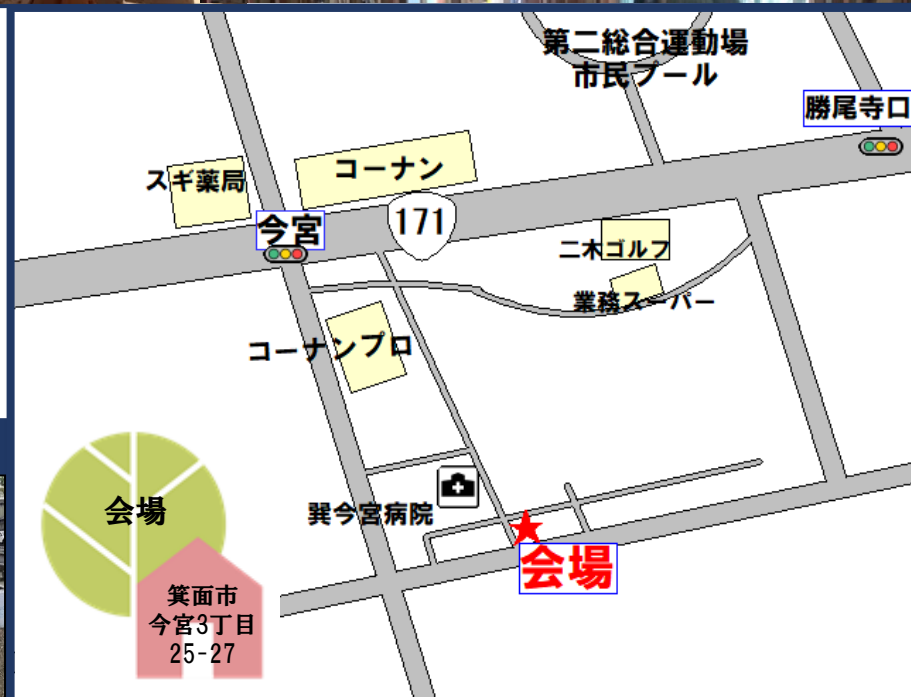 第二総合運動場
市民プール
勝尾寺口
コーナン
スギ薬局
今宮
171
二木ゴルフ
業務スーパー
コーナンプロ
巽今宮病院
会場
会場
箕面市
今宮3丁目
25-27